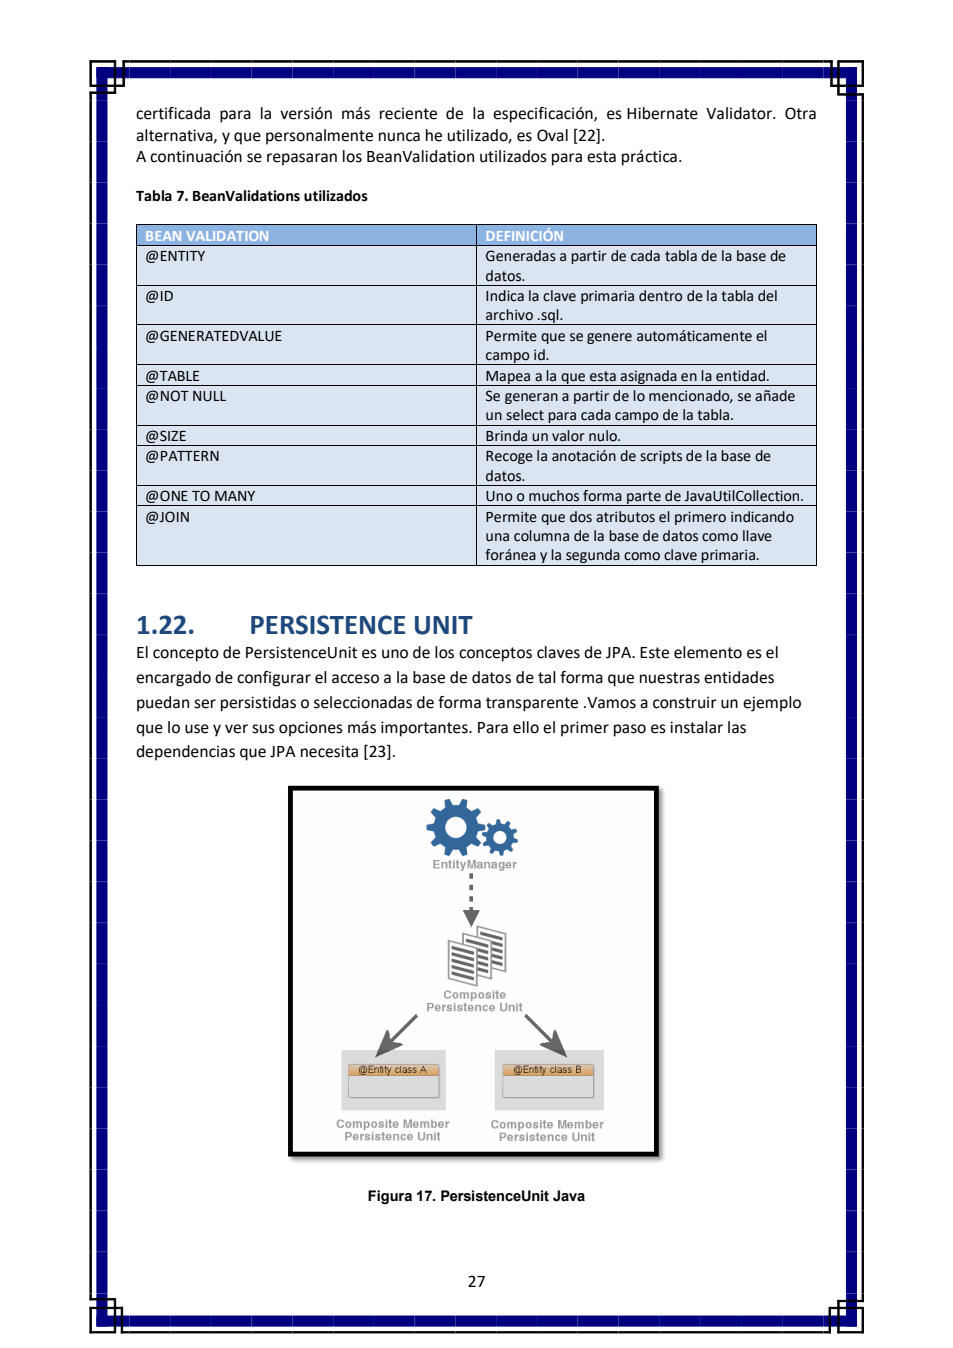 certificada para la versión más reciente de la especificación, es Hibernate Validator. Otra
alternativa, y que personalmente nunca he utilizado, es Oval [22].
A continuación se repasaran los BeanValidation utilizados para esta práctica.
Tabla 7. BeanValidations utilizados
BEAN VALIDATION DEFINICIÓN
@ENTITY Generadas a partir de cada tabla de la base de
datos.
@ID Indica la clave primaria dentro de la tabla del
archivo .sql.
@GENERATEDVALUE Permite que se genere automáticamente el
campo id.
@TABLE Mapea a la que esta asignada en la entidad.
@NOT NULL Se generan a partir de lo mencionado, se añade
un select para cada campo de la tabla.
@SIZE Brinda un valor nulo.
@PATTERN Recoge la anotación de scripts de la base de
datos.
@ONE TO MANY Uno o muchos forma parte de JavaUtilCollection.
@JOIN Permite que dos atributos el primero indicando
una columna de la base de datos como llave
foránea y la segunda como clave primaria.
1.22. PERSISTENCE UNIT
El concepto de PersistenceUnit es uno de los conceptos claves de JPA. Este elemento es el
encargado de configurar el acceso a la base de datos de tal forma que nuestras entidades
puedan ser persistidas o seleccionadas de forma transparente .Vamos a construir un ejemplo
que lo use y ver sus opciones más importantes. Para ello el primer paso es instalar las
dependencias que JPA necesita [23].
EntityManager
Composite
Persistence Unit
@Entity class A @Entity class B
Composite Member Composite Member
Persistence Unit Persistence Unit
Figura 17. PersistenceUnit Java
27